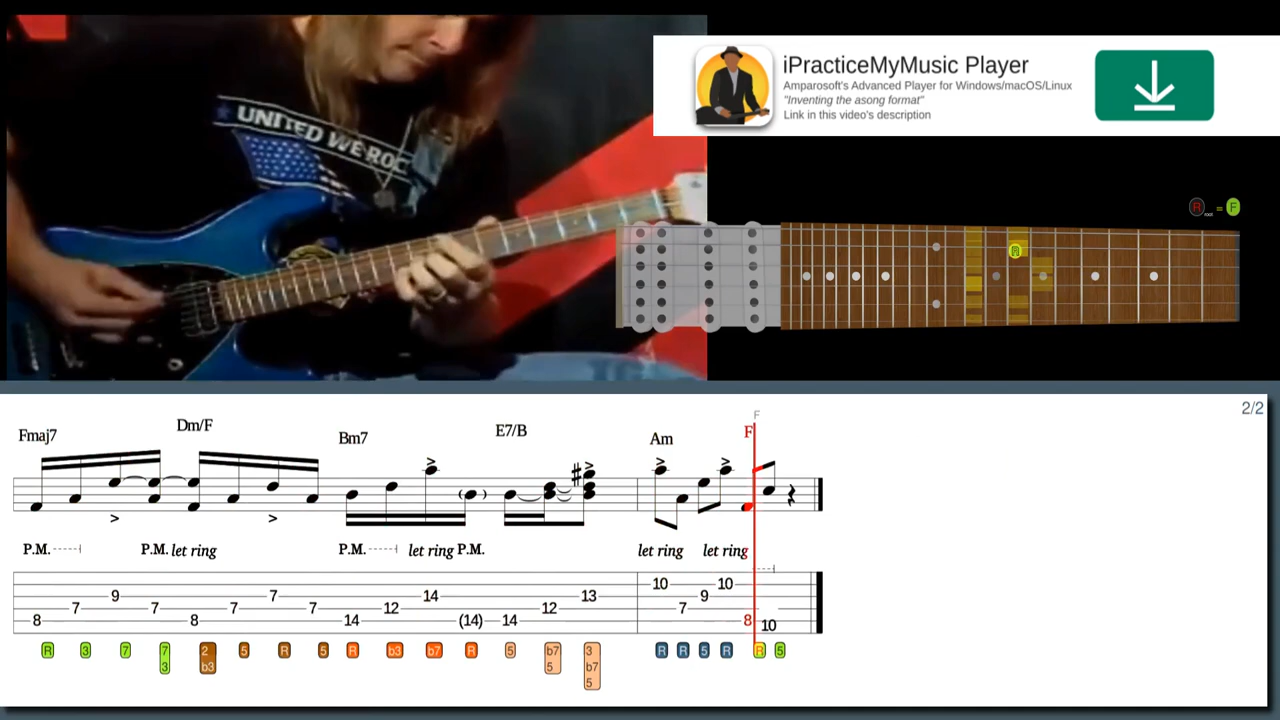 UNITED WE ROC
iPracticeMyMusic Player
Amparosoft's Advanced Player for Windows/macOS/Linux
"Inventing the asong format"
Link in this video's description
R = F
R
2/2
F
Fmaj7 Dm/F Bm7 E7/B Am F
P.M. P.M. let ring P.M. let ring P.M. let ring let ring
8 7 9 7 8 7 7 7 14 12 14 (14) 14 12 13 10 7 9 10 8 10
R 3 7 7 2 5 R 5 R b3 b7 R 5 b7 3 R R 5 R R 5
3 b3 5 b7
5